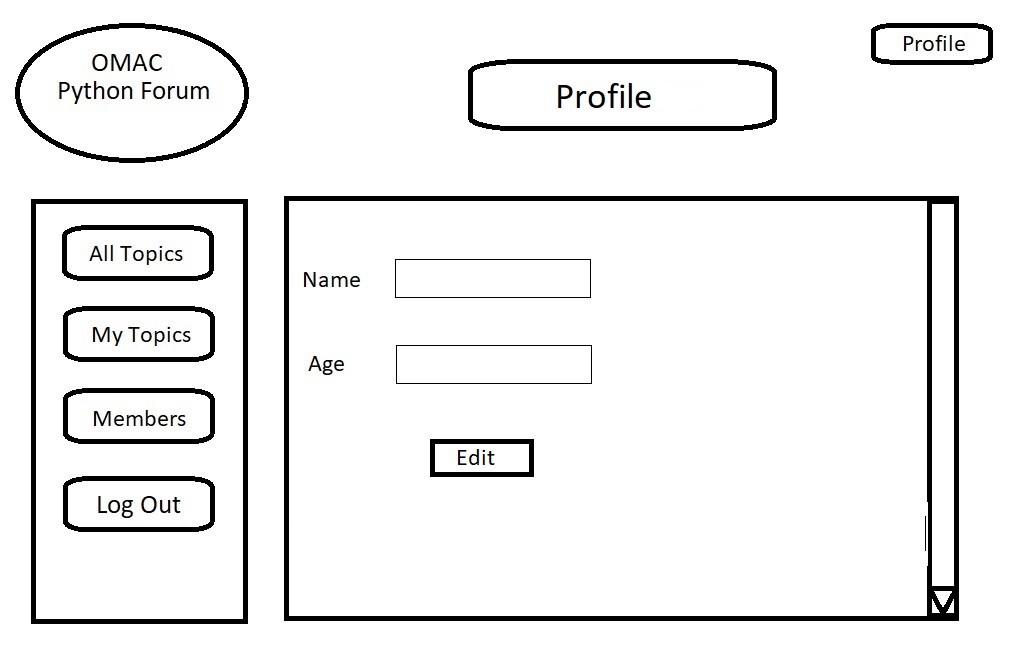 OMAC
Python Forum
Profile
Profile
All Topics
My Topics
Members
Log Out
Name
Age
Edit